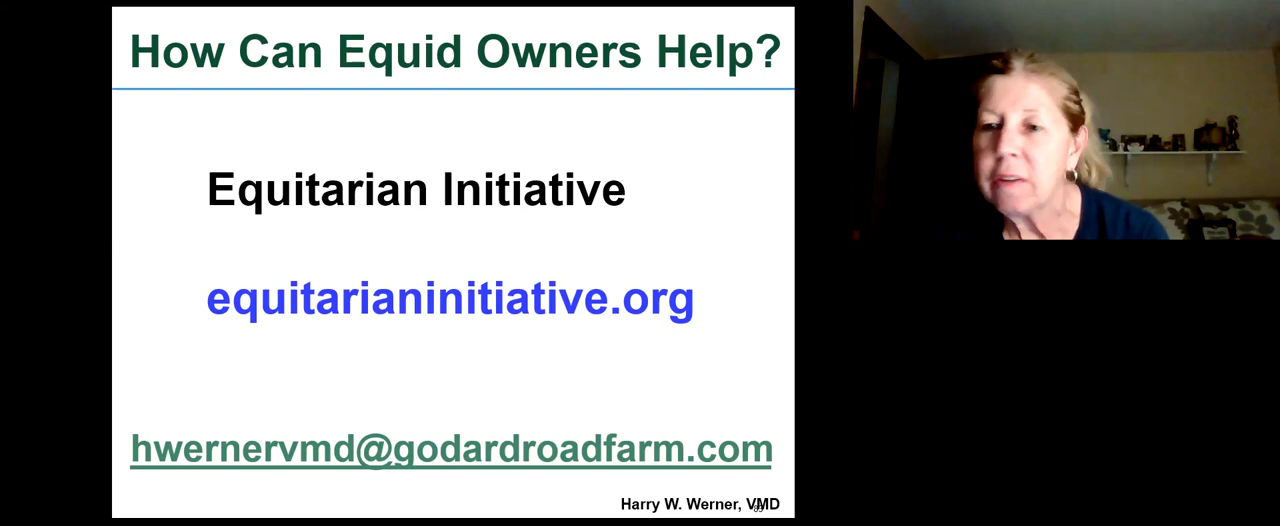 How Can Equid Owners Help?
Equitarian Initiative
equitarianinitiative.org
hwernervmd@godardroadfarm.com
Harry W. Werner, VMD